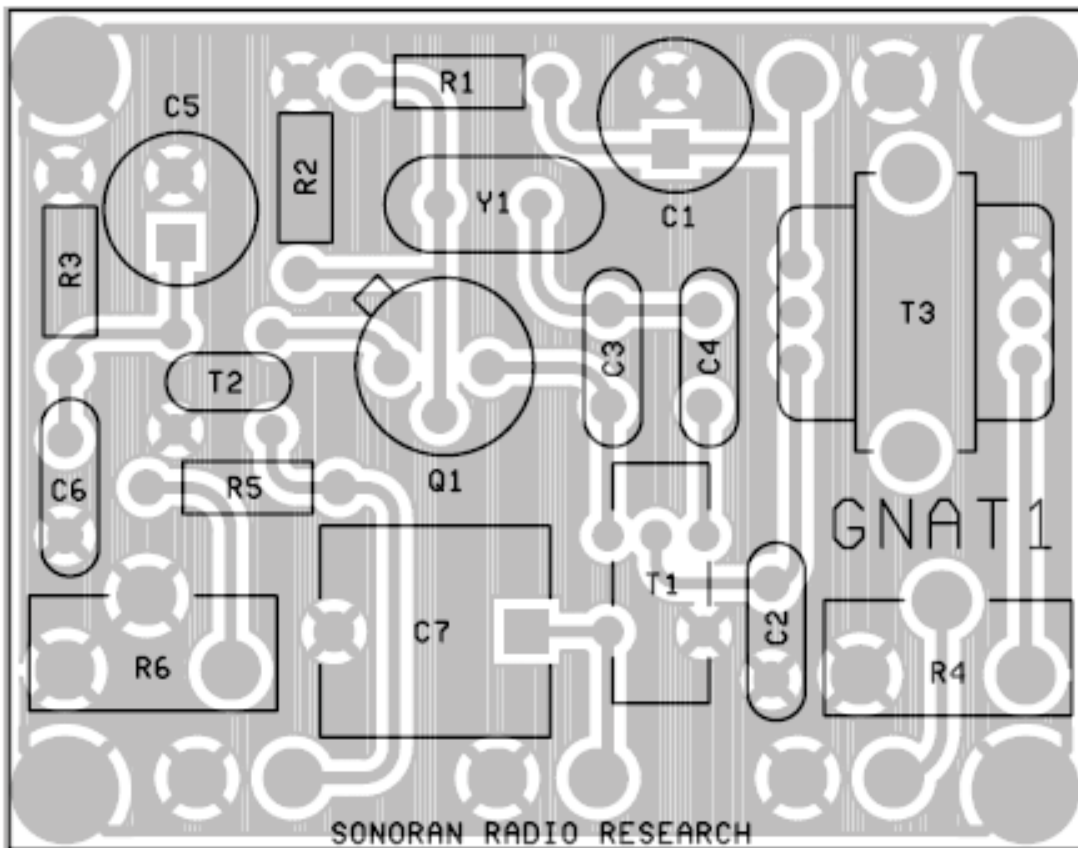 R1
C5
R2
Y1
C1
R3
T3
C3
C4
T2
Q1
C6
R5
GNAT1
T1
C7
C2
R6
R4
SONORAN RADIO RESEARCH